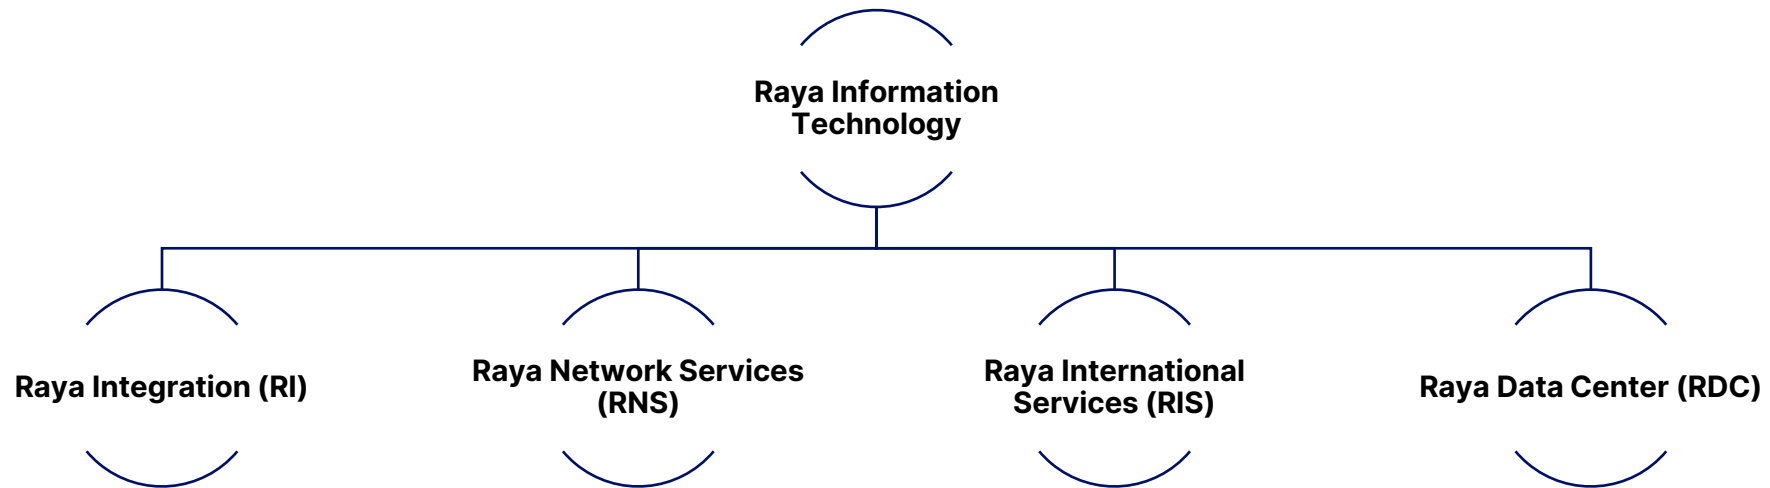 Raya Information
Technology
Raya Integration (RI)
Raya Network Services
(RNS)
Raya International
Services (RIS)
Raya Data Center (RDC)